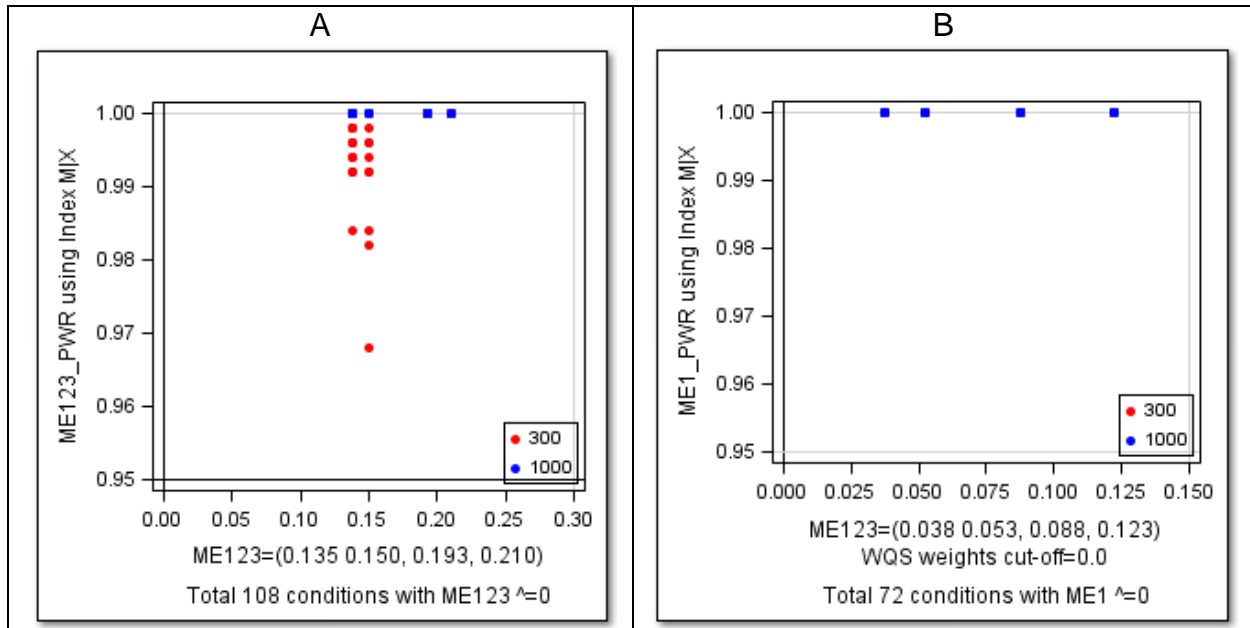 A
ME123_PWR using Index M|X
1.00
0.99
0.98
0.97
0.96
0.95
300
1000
0.00 0.05 0.10 0.15 0.20 0.25 0.30
ME123=(0.135 0.150, 0.193, 0.210)
Total 108 conditions with ME123 ^=0
B
ME1_PWR using Index M|X
1.00
0.99
0.98
0.97
0.96
0.95
300
1000
0.000 0.025 0.050 0.075 0.100 0.125 0.150
ME123=(0.038 0.053, 0.088, 0.123)
WQS weights cut-off=0.0
Total 72 conditions with ME1 ^=0